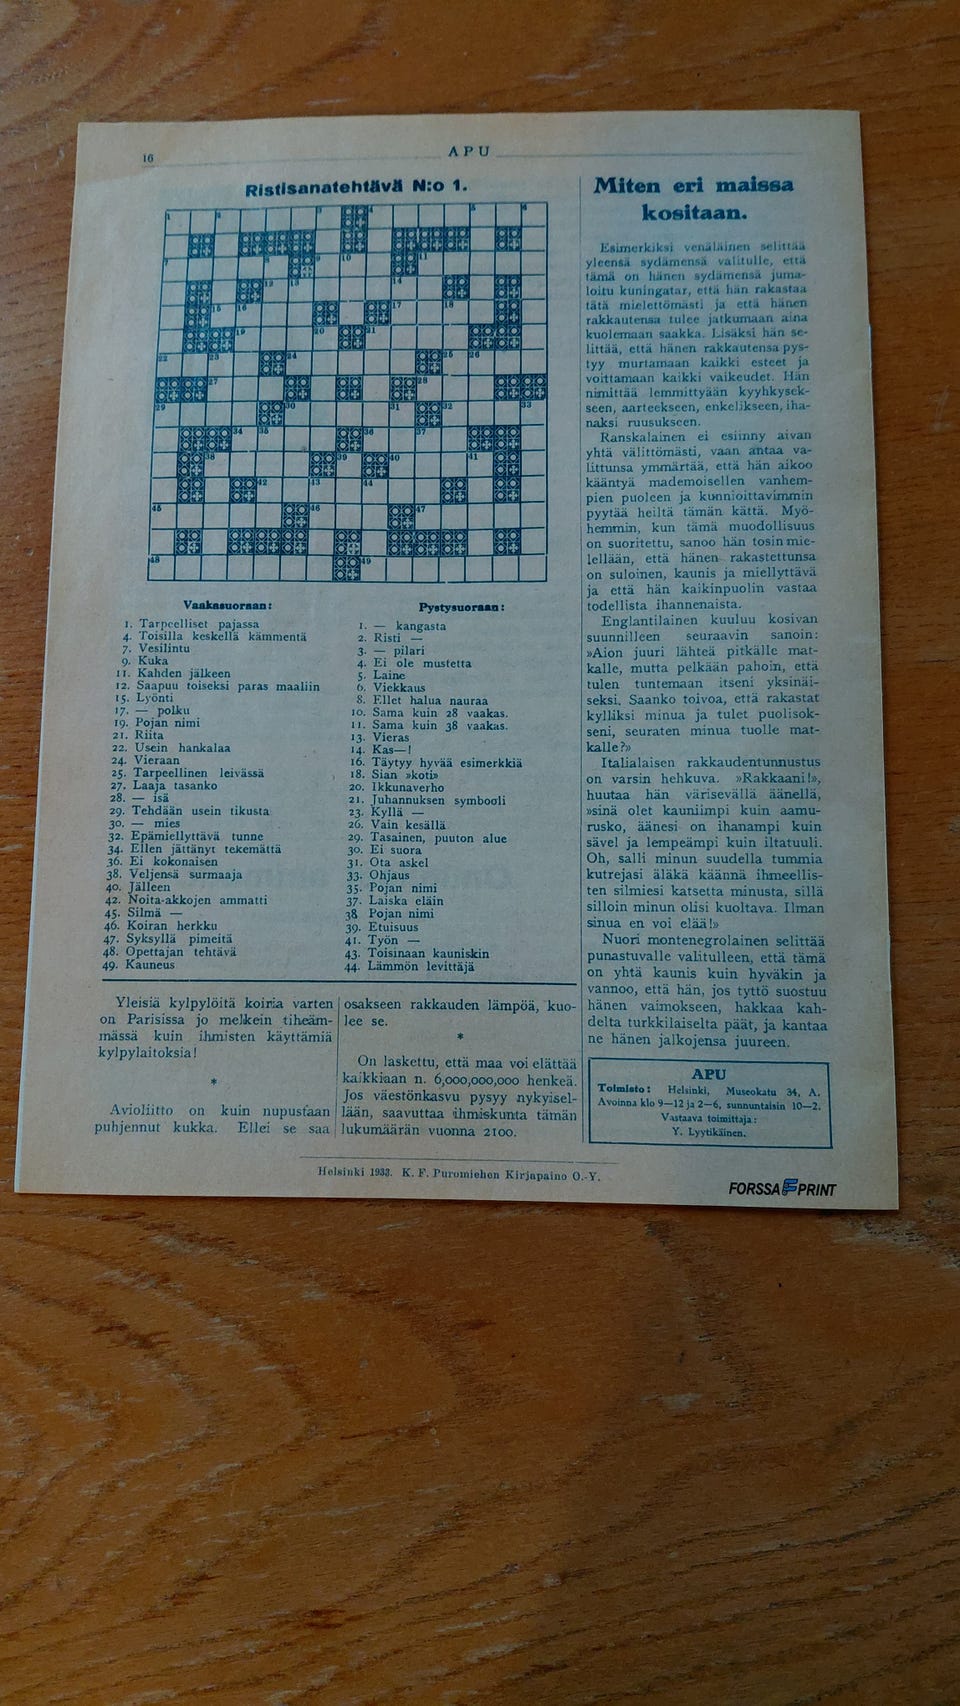 16
APU
Ristisanatehtävä N:o 1.
Vaakasuoraan:
1. Tarpeelliset pajassa
4. Toisilla keskellä kämmentä
7. Vesilintu
9. Kuka
11. Kahden jälkeen
12. Saapuu toiseksi paras maaliin
15. Lyönti
17. — polku
19. Pojan nimi
21. Riita
22. Usein hankalaa
24. Vieraan
25. Tarpeellinen leivässä
27. Laaja tasanko
28. — isä
29. Tehdään usein tikusta
30. — mies
32. Epämiellyttävä tunne
34. Ellen jättänyt tekemättä
36. Ei kokonaisen
38. Veljensä surmaaja
40. Jälleen
42. Noita-akkojen ammatti
45. Silmä —
46. Koiran herkku
47. Syksyllä pimeitä
48. Opettajan tehtävä
49. Kauneus
Pystysuoraan:
1. — kangasta
2. Risti —
3. — pilari
4. Ei ole mustetta
5. Laine
6. Viekkaus
8. Ellet halua nauraa
10. Sama kuin 28 vaakas.
11. Sama kuin 38 vaakas.
13. Vieras
14. Kas—!
16. Täytyy hyvää esimerkkiä
18. Sian »koti»
20. Ikkunaverho
21. Juhannuksen symbooli
23. Kyllä —
26. Vain kesällä
29. Tasainen, puuton alue
30. Ei suora
31. Ota askel
33. Ohjaus
35. Pojan nimi
37. Laiska eläin
38 Pojan nimi
39. Etuisuus
41. Työn —
43. Toisinaan kauniskin
44. Lämmön levittäjä
Yleisiä kylpylöitä koiria varten
on Parisissa jo melkein tiheäm-
mässä kuin ihmisten käyttämiä
kylpylaitoksia!
*
Avioliitto on kuin nupustaan
puhjennut kukka. Ellei se saa
osakseen rakkauden lämpöä, kuo-
lee se.
*
On laskettu, että maa voi elättää
kaikkiaan n. 6,000,000,000 henkeä.
Jos väestönkasvu pysyy nykyisel-
lään, saavuttaa ihmiskunta tämän
lukumäärän vuonna 2100.
Miten eri maissa
kositaan.
Esimerkiksi venäläinen selittää
yleensä sydämensä valitulle, että
tämä on hänen sydämensä juma-
loitu kuningatar, että hän rakastaa
tätä mielettömästi ja että hänen
rakkautensa tulee jatkumaan aina
kuolemaan saakka. Lisäksi hän se-
littää, että hänen rakkautensa pys-
tyy murtamaan kaikki esteet ja
voittamaan kaikki vaikeudet. Hän
nimittää lemmittyään kyyhkysek-
seen, aarteekseen, enkelikseen, iha-
naksi ruusukseen.
Ranskalainen ei esiinny aivan
yhtä välittömästi, vaan antaa va-
littunsa ymmärtää, että hän aikoo
kääntyä mademoisellen vanhem-
pien puoleen ja kunnioittavimmin
pyytää heiltä tämän kättä. Myö-
hemmin, kun tämä muodollisuus
on suoritettu, sanoo hän tosin mie-
lellään, että hänen rakastettunsa
on suloinen, kaunis ja miellyttävä
ja että hän kaikinpuolin vastaa
todellista ihannenaista.
Englantilainen kuuluu kosivan
suunnilleen seuraavin sanoin:
»Aion juuri lähteä pitkälle mat-
kalle, mutta pelkään pahoin, että
tulen tuntemaan itseni yksinäi-
seksi. Saanko toivoa, että rakastat
kylliksi minua ja tulet puolisok-
seni, seuraten minua tuolle mat-
kalle?»
Italialaisen rakkaudentunnustus
on varsin hehkuva. »Rakkaani!»,
huutaa hän värisevällä äänellä,
»sinä olet kauniimpi kuin aamu-
rusko, äänesi on ihanampi kuin
sävel ja lempeämpi kuin iltatuuli.
Oh, salli minun suudella tummia
kutrejasi äläkä käännä ihmeellis-
ten silmiesi katsetta minusta, sillä
silloin minun olisi kuoltava. Ilman
sinua en voi elää!»
Nuori montenegrolainen selittää
punastuvalle valitulleen, että tämä
on yhtä kaunis kuin hyväkin ja
vannoo, että hän, jos tyttö suostuu
hänen vaimokseen, hakkaa kah-
delta turkkilaiselta päät, ja kantaa
ne hänen jalkojensa juureen.
APU
Toimisto: Helsinki, Museokatu 34, A.
Avoinna klo 9—12 ja 2—6, sunnuntaisin 10—2.
Vastaava toimittaja:
Y. Lyytikäinen.
Helsinki 1933. K. F. Puromiehen Kirjapaino O.-Y.
FORSSA PRINT